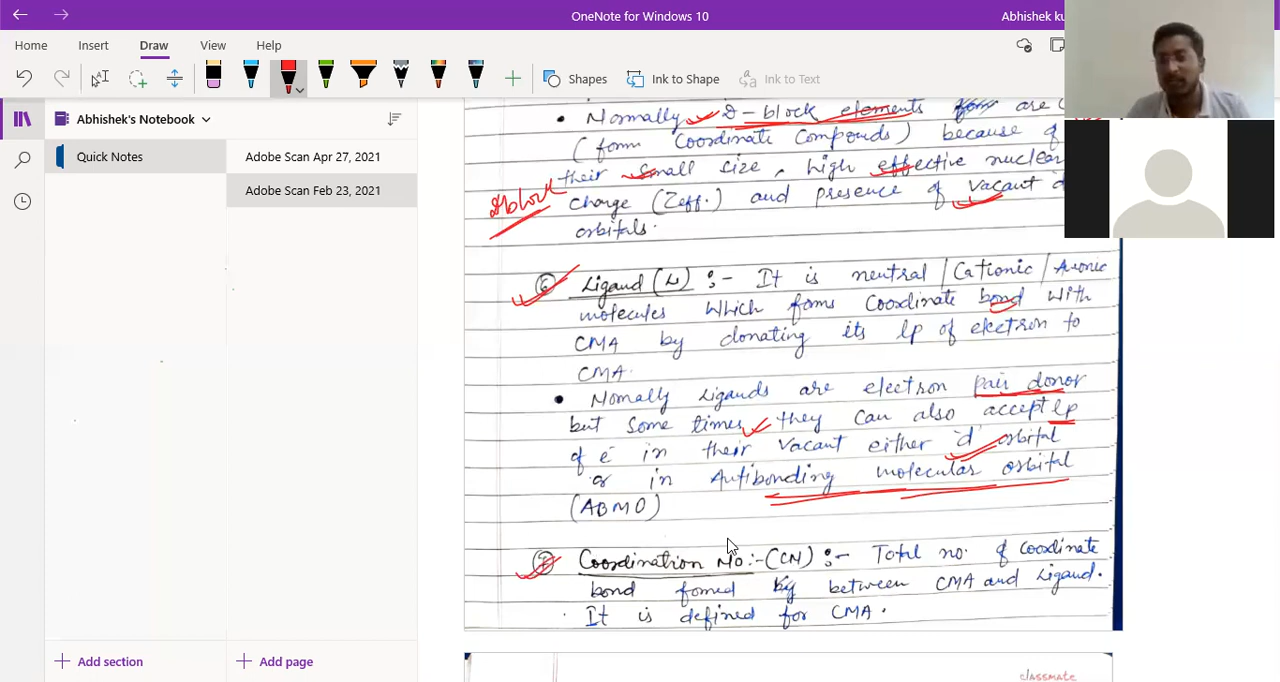 OneNote for Windows 10
Abhishek ku
Home Insert Draw View Help
Shapes Ink to Shape Ink to Text
Abhishek's Notebook
Quick Notes
Adobe Scan Apr 27, 2021
Adobe Scan Feb 23, 2021
• Normally d-block elements are
(form Coordinate Compounds) because of
their small size, high effective nuclear
charge (Zeff.) and presence of vacant d
orbitals.
⑥ Ligand (L) :- It is neutral/Cationic/Anionic
molecules which forms coordinate bond with
CMA by donating its lp of electron to
CMA.
• Nomally Ligands are electron pair donor
but some times they can also accept lp
of e⁻ in their vacant either 'd' orbital
or in Antibonding molecular orbital
(ABMO)
⑦ Coordination No:-(CN) :- Total no. of coordinate
bond fomed by between CMA and Ligand.
It is defined for CMA.
classmate
+ Add section
+ Add page